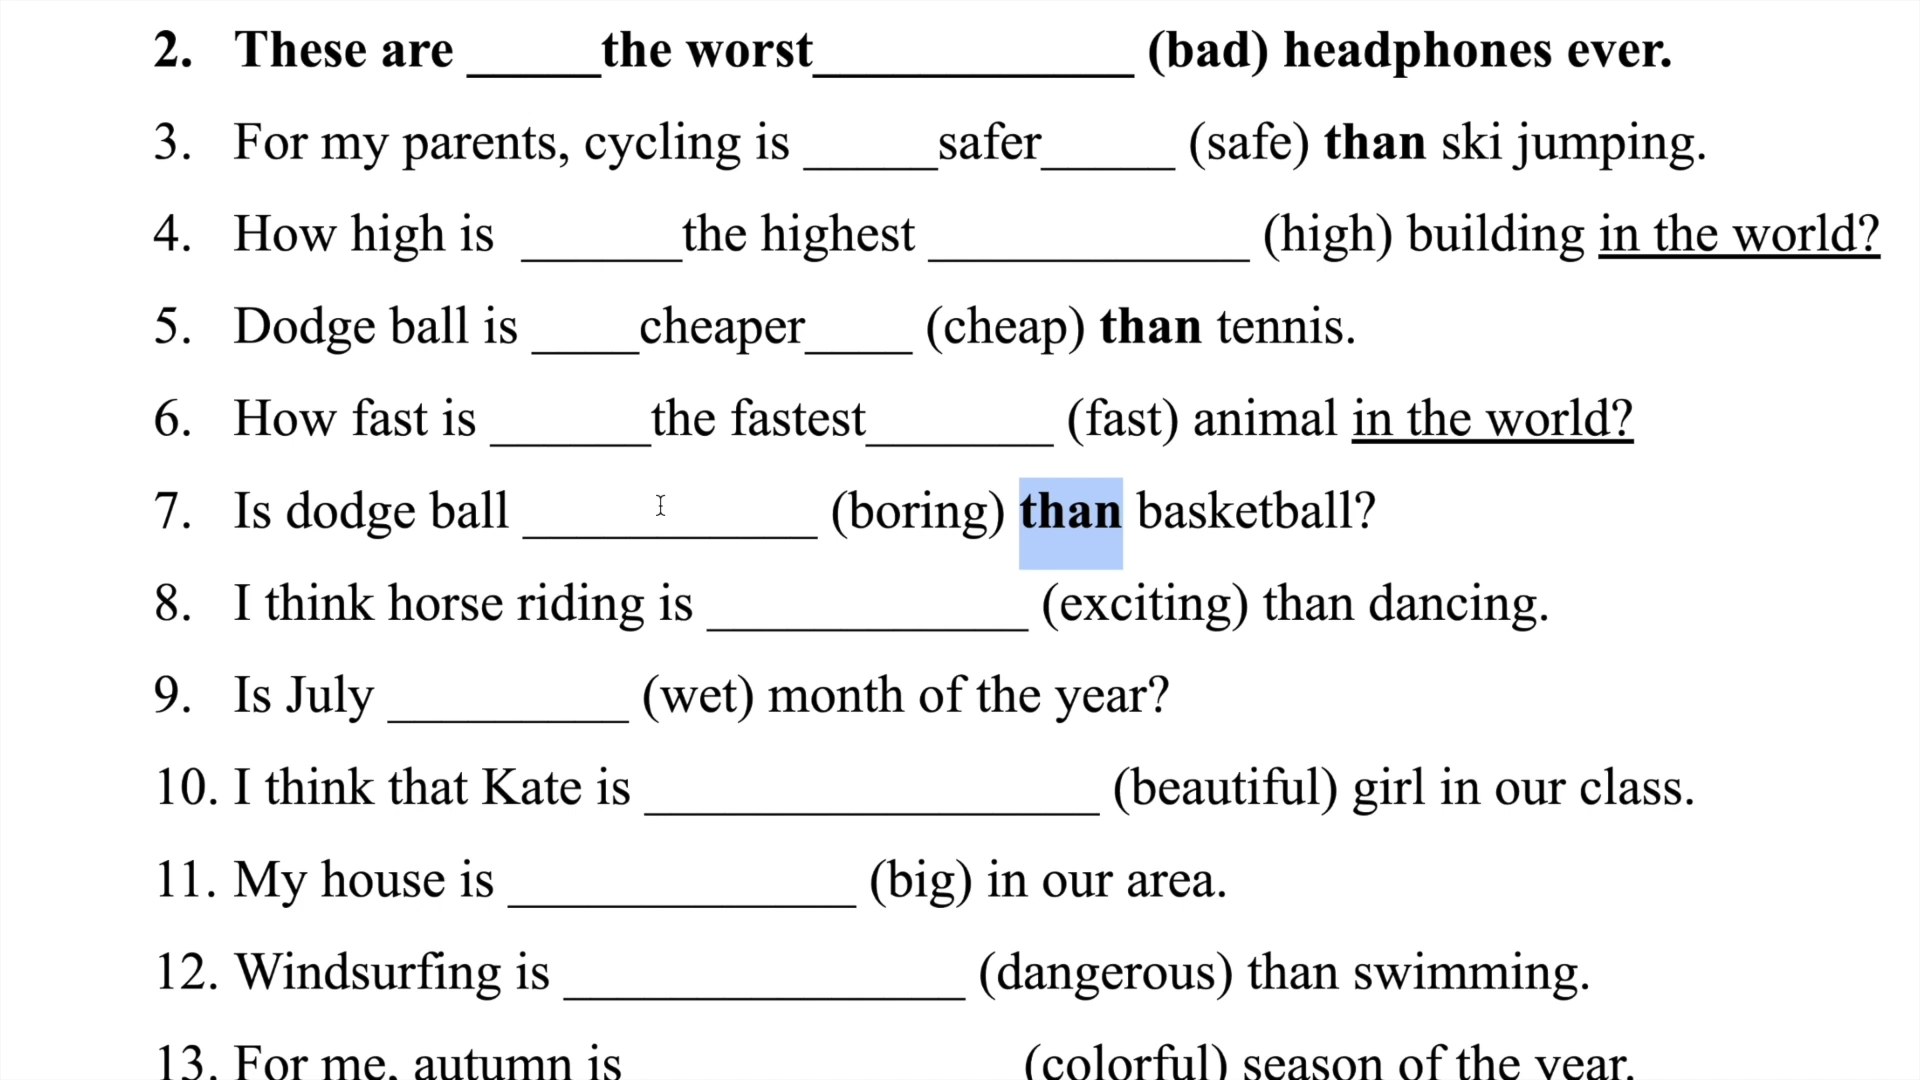 2. These are _____the worst____________ (bad) headphones ever.
3. For my parents, cycling is _____safer_____ (safe) than ski jumping.
4. How high is ______the highest ____________ (high) building in the world?
5. Dodge ball is ____cheaper____ (cheap) than tennis.
6. How fast is ______the fastest_______ (fast) animal in the world?
7. Is dodge ball ___________ (boring) than basketball?
8. I think horse riding is ____________ (exciting) than dancing.
9. Is July _________ (wet) month of the year?
10. I think that Kate is _________________ (beautiful) girl in our class.
11. My house is _____________ (big) in our area.
12. Windsurfing is _______________ (dangerous) than swimming.
13. For me, autumn is (colorful) season of the year.